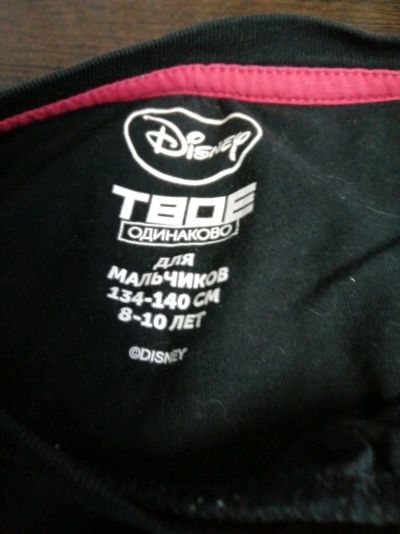 Disney
ТВОЕ
ОДИНАКОВО
ДЛЯ
МАЛЬЧИКОВ
134-140 СМ
8-10 ЛЕТ
©DISNEY